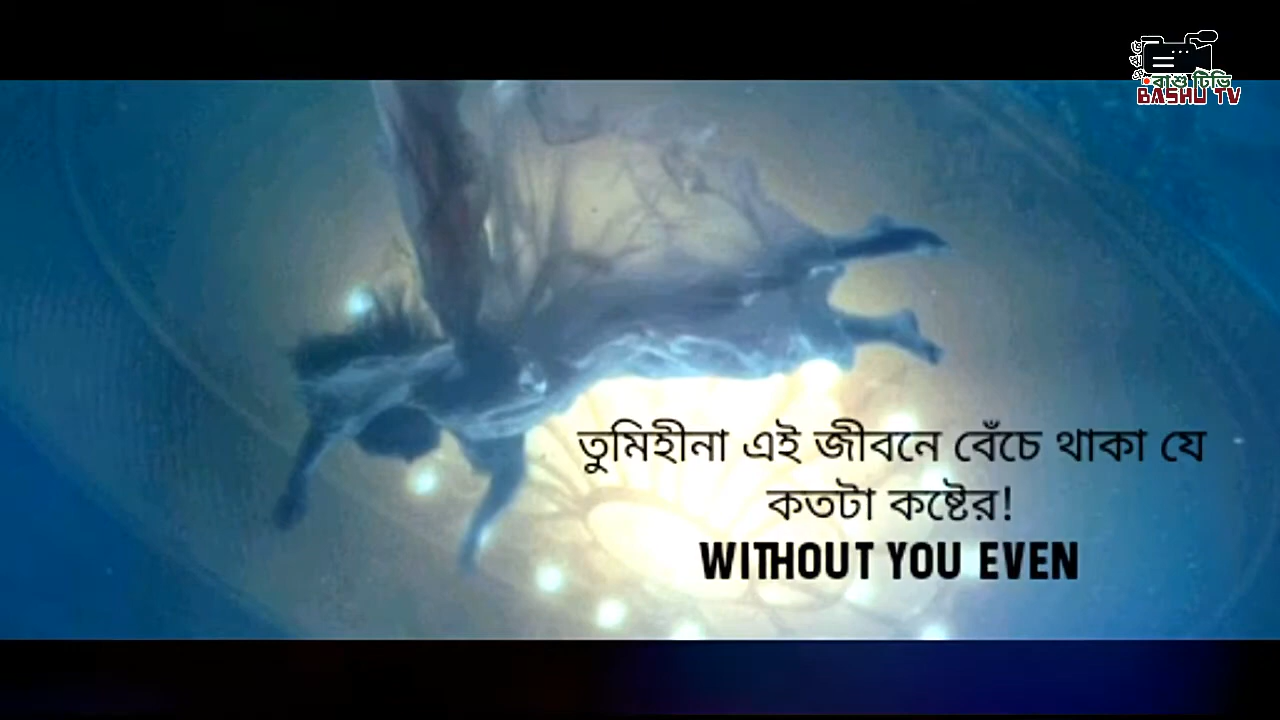 বাশু টিভি
BASHU TV
তুমিহীনা এই জীবনে বেঁচে থাকা যে
কতটা কষ্টের!
WITHOUT YOU EVEN